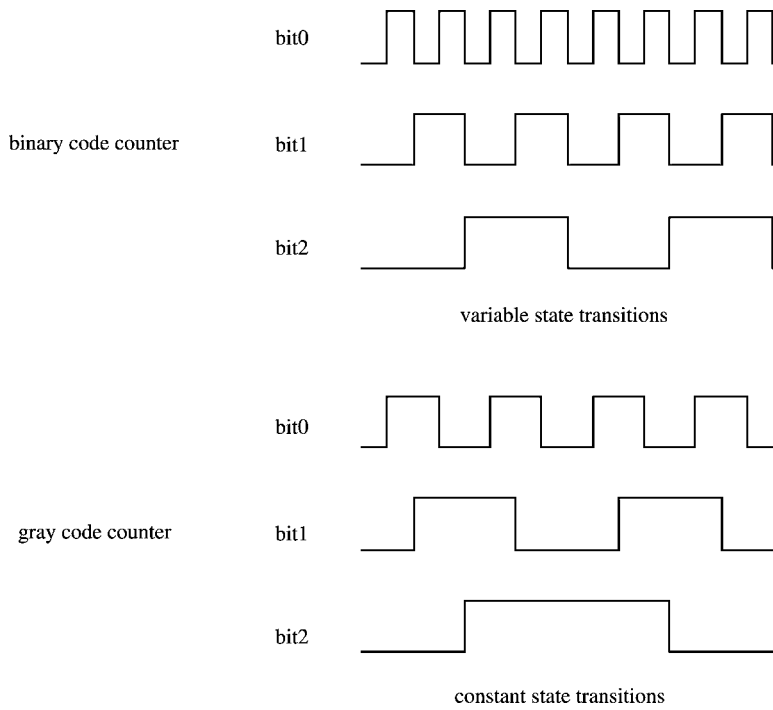 bit0
binary code counter
bit1
bit2
variable state transitions
bit0
gray code counter
bit1
bit2
constant state transitions